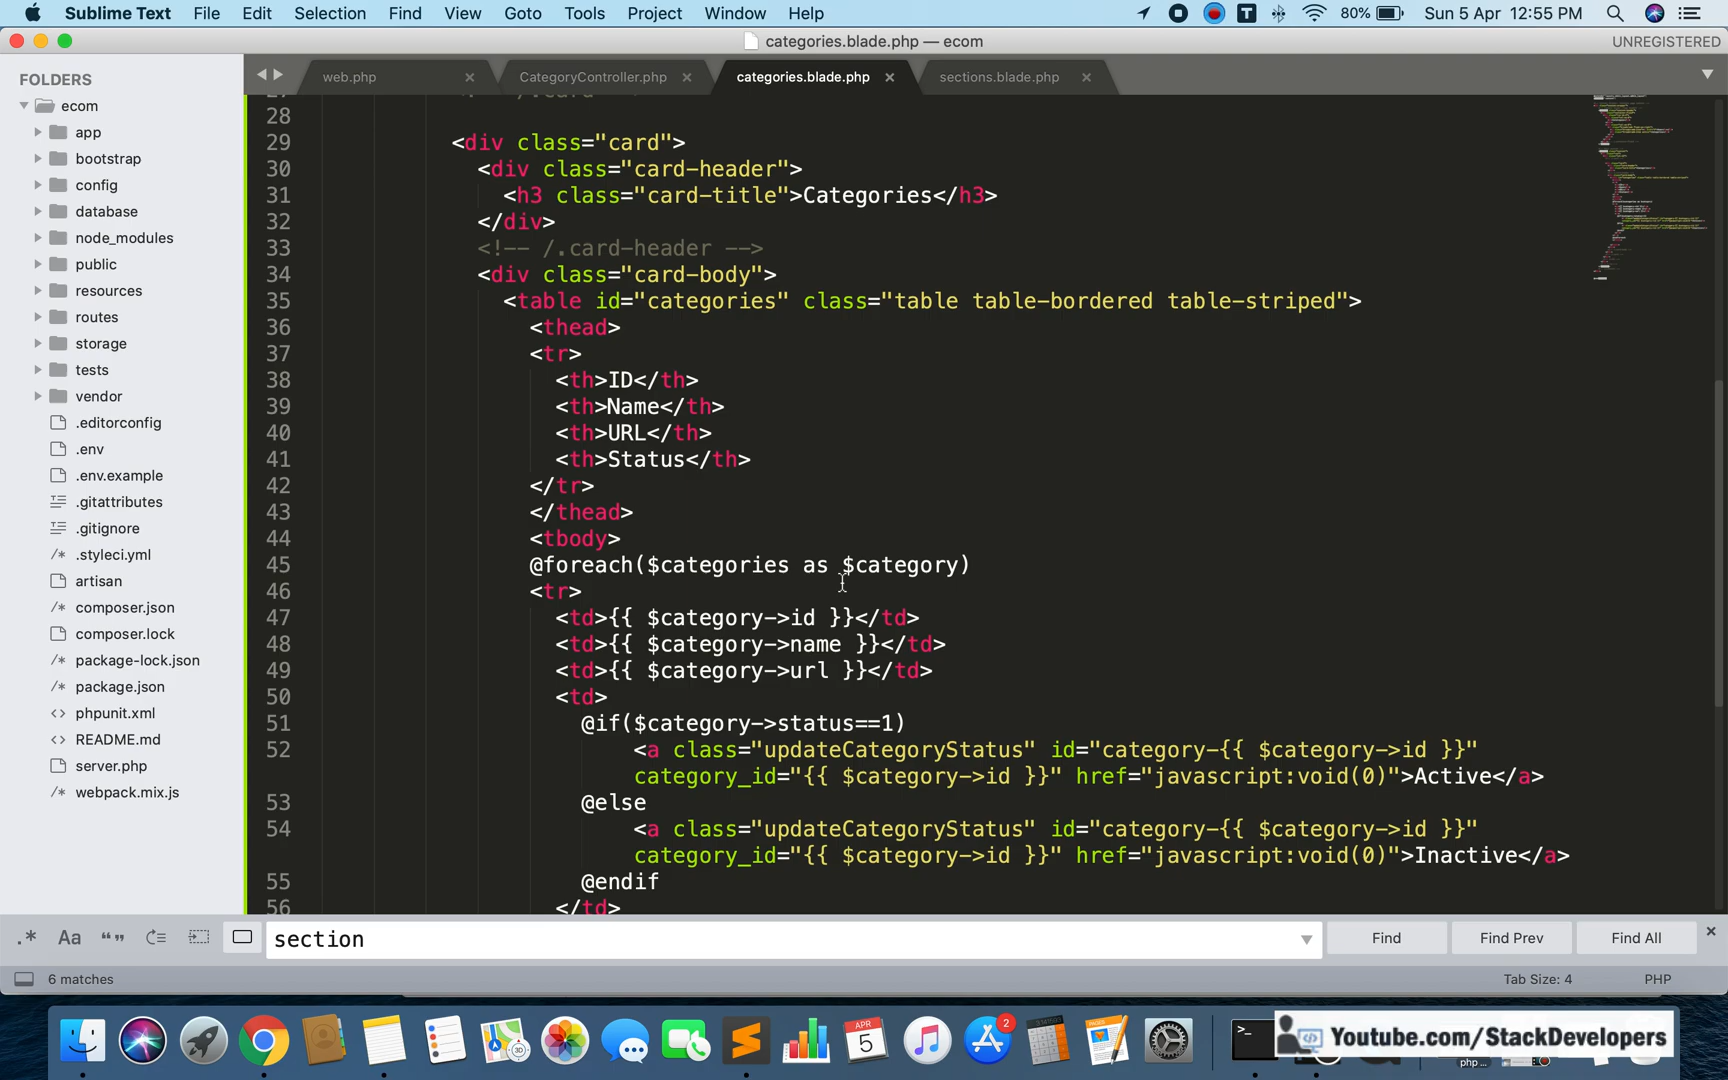 Sublime Text File Edit Selection Find View Goto Tools Project Window Help 80% Sun 5 Apr 12:55 PM
categories.blade.php — ecom UNREGISTERED
FOLDERS
ecom
app
bootstrap
config
database
node_modules
public
resources
routes
storage
tests
vendor
.editorconfig
.env
.env.example
.gitattributes
.gitignore
.styleci.yml
artisan
composer.json
composer.lock
package-lock.json
package.json
phpunit.xml
README.md
server.php
webpack.mix.js
web.php CategoryController.php categories.blade.php sections.blade.php
28
29 <div class="card">
30 <div class="card-header">
31 <h3 class="card-title">Categories</h3>
32 </div>
33 <!-- /.card-header -->
34 <div class="card-body">
35 <table id="categories" class="table table-bordered table-striped">
36 <thead>
37 <tr>
38 <th>ID</th>
39 <th>Name</th>
40 <th>URL</th>
41 <th>Status</th>
42 </tr>
43 </thead>
44 <tbody>
45 @foreach($categories as $category)
46 <tr>
47 <td>{{ $category->id }}</td>
48 <td>{{ $category->name }}</td>
49 <td>{{ $category->url }}</td>
50 <td>
51 @if($category->status==1)
52 <a class="updateCategoryStatus" id="category-{{ $category->id }}"
category_id="{{ $category->id }}" href="javascript:void(0)">Active</a>
53 @else
54 <a class="updateCategoryStatus" id="category-{{ $category->id }}"
category_id="{{ $category->id }}" href="javascript:void(0)">Inactive</a>
55 @endif
56 </td>
section Find Find Prev Find All
6 matches Tab Size: 4 PHP
APR
5
2
Youtube.com/StackDevelopers